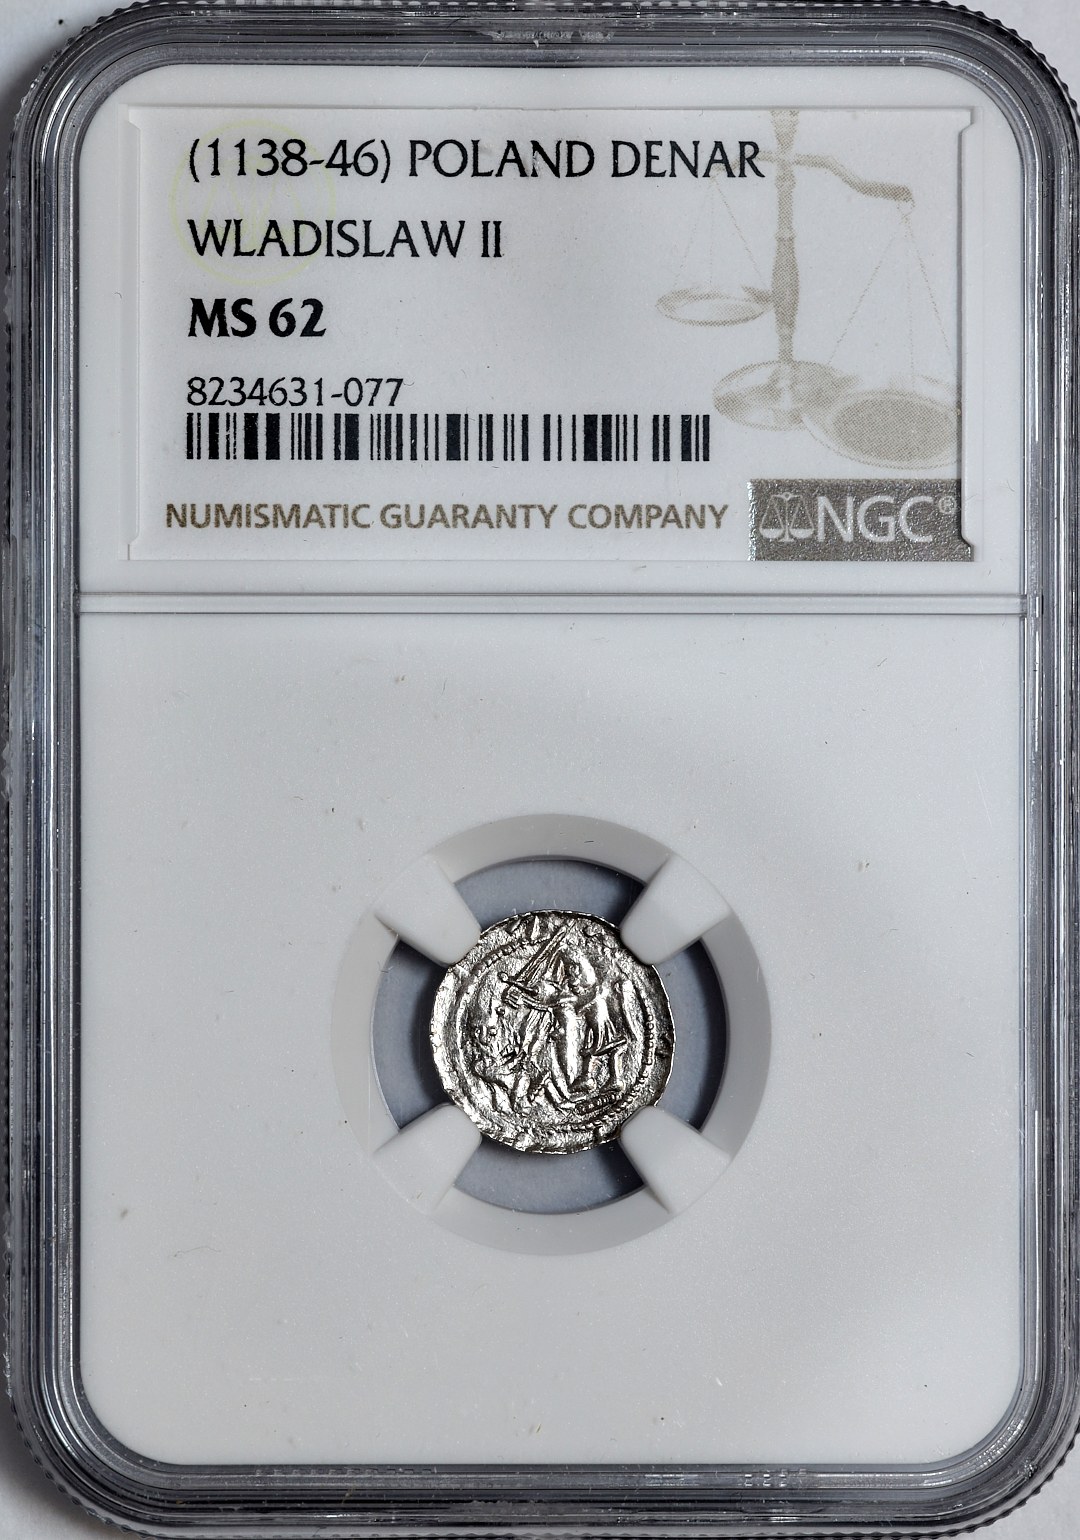 (1138-46) POLAND DENAR
WLADISLAW II
MS 62
8234631-077
NUMISMATIC GUARANTY COMPANY
NGC®